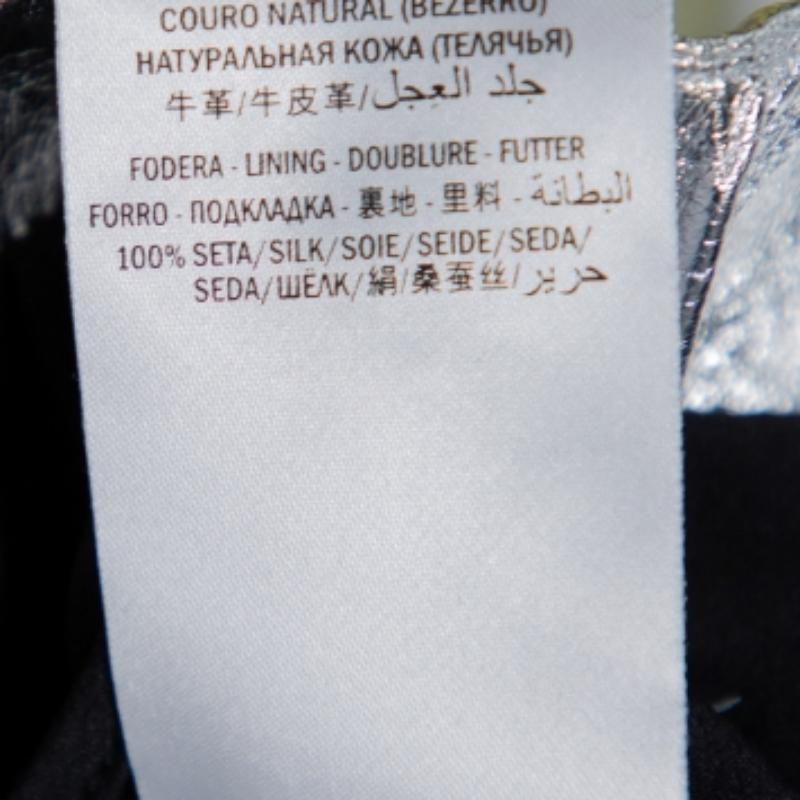 COURO NATURAL (BEZERRO)
НАТУРАЛЬНАЯ КОЖА (ТЕЛЯЧЬЯ)
牛革/牛皮革/جلد العجل
FODERA - LINING - DOUBLURE - FUTTER
FORRO - ПОДКЛАДКА - 裏地 - 里料 - البطانة
100% SETA/SILK/SOIE/SEIDE/SEDA/
SEDA/ШЁЛК/絹/桑蚕丝/حرير